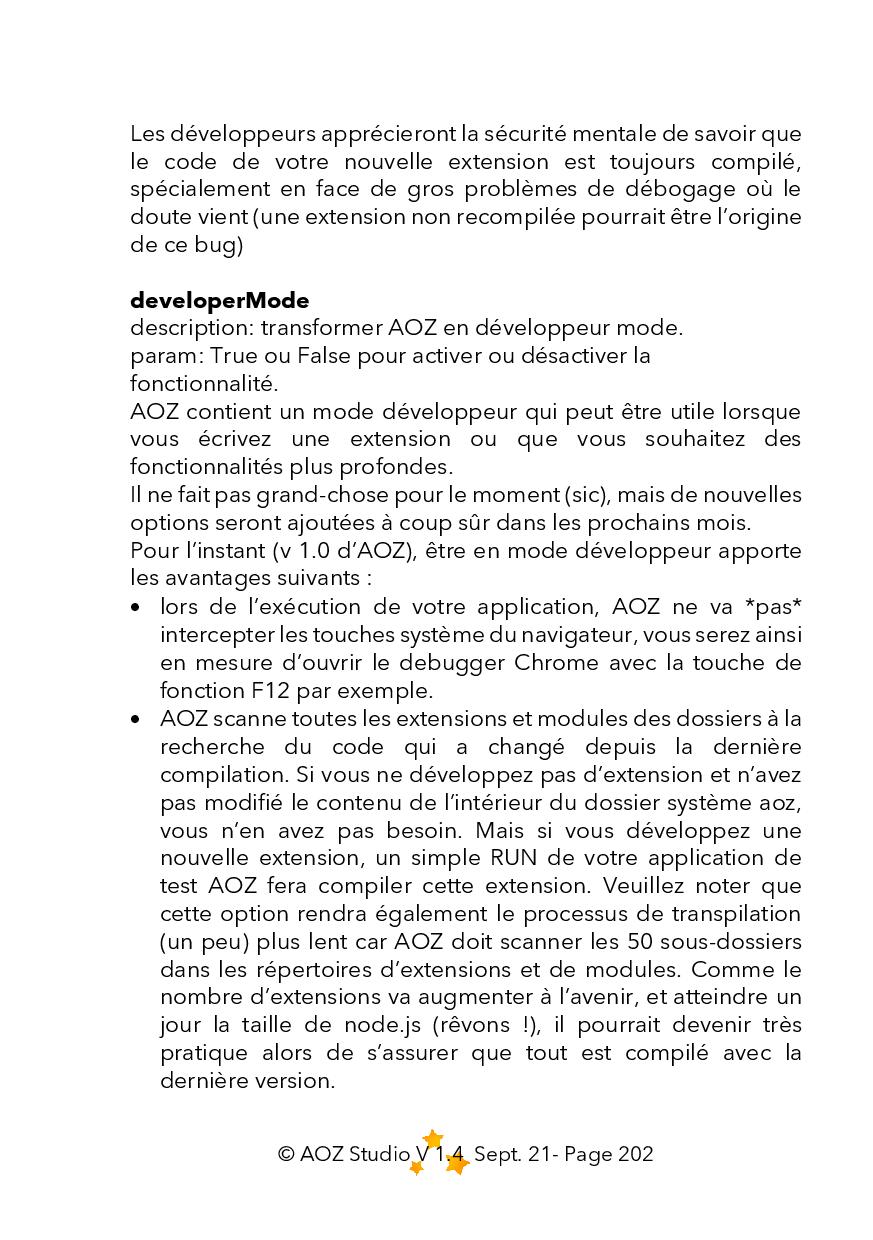 Les développeurs apprécieront la sécurité mentale de savoir que
le code de votre nouvelle extension est toujours compilé,
spécialement en face de gros problèmes de débogage où le
doute vient (une extension non recompilée pourrait être l’origine
de ce bug)
developerMode
description: transformer AOZ en développeur mode.
param: True ou False pour activer ou désactiver la
fonctionnalité.
AOZ contient un mode développeur qui peut être utile lorsque
vous écrivez une extension ou que vous souhaitez des
fonctionnalités plus profondes.
Il ne fait pas grand-chose pour le moment (sic), mais de nouvelles
options seront ajoutées à coup sûr dans les prochains mois.
Pour l’instant (v 1.0 d’AOZ), être en mode développeur apporte
les avantages suivants :
• lors de l’exécution de votre application, AOZ ne va *pas*
intercepter les touches système du navigateur, vous serez ainsi
en mesure d’ouvrir le debugger Chrome avec la touche de
fonction F12 par exemple.
• AOZ scanne toutes les extensions et modules des dossiers à la
recherche du code qui a changé depuis la dernière
compilation. Si vous ne développez pas d’extension et n’avez
pas modifié le contenu de l’intérieur du dossier système aoz,
vous n’en avez pas besoin. Mais si vous développez une
nouvelle extension, un simple RUN de votre application de
test AOZ fera compiler cette extension. Veuillez noter que
cette option rendra également le processus de transpilation
(un peu) plus lent car AOZ doit scanner les 50 sous-dossiers
dans les répertoires d’extensions et de modules. Comme le
nombre d’extensions va augmenter à l’avenir, et atteindre un
jour la taille de node.js (rêvons !), il pourrait devenir très
pratique alors de s’assurer que tout est compilé avec la
dernière version.
© AOZ Studio V 1.4 Sept. 21- Page 202